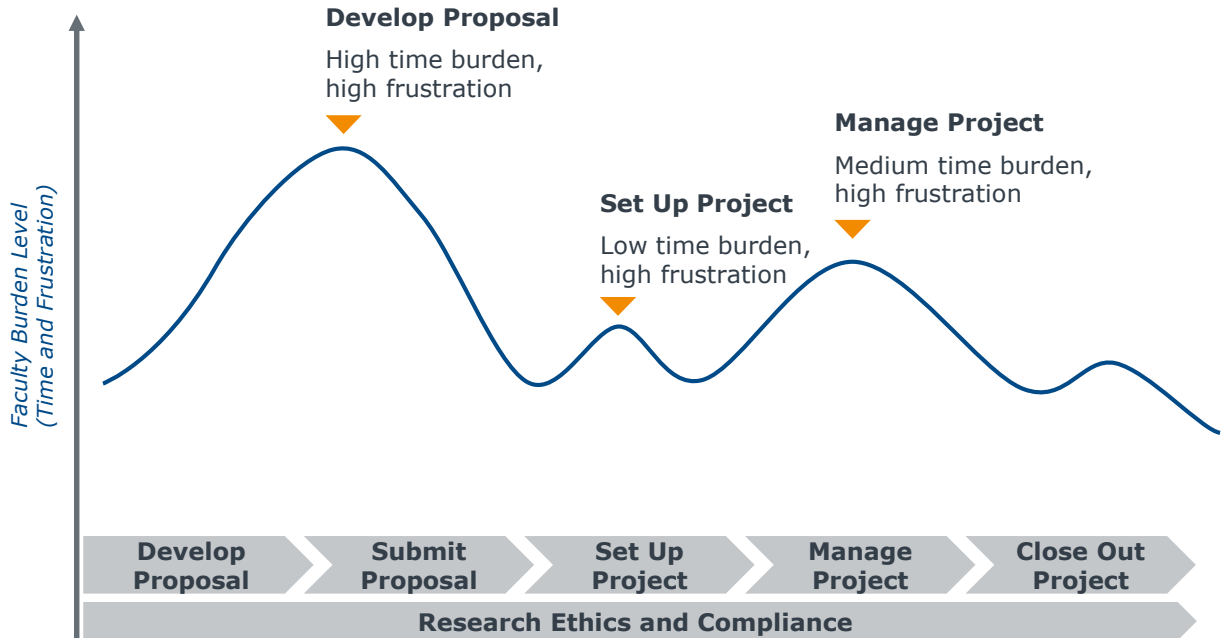 Develop Proposal
High time burden,
high frustration
Manage Project
Medium time burden,
high frustration
Set Up Project
Low time burden,
high frustration
Faculty Burden Level
(Time and Frustration)
Develop
Proposal
Submit
Proposal
Set Up
Project
Manage
Project
Close Out
Project
Research Ethics and Compliance